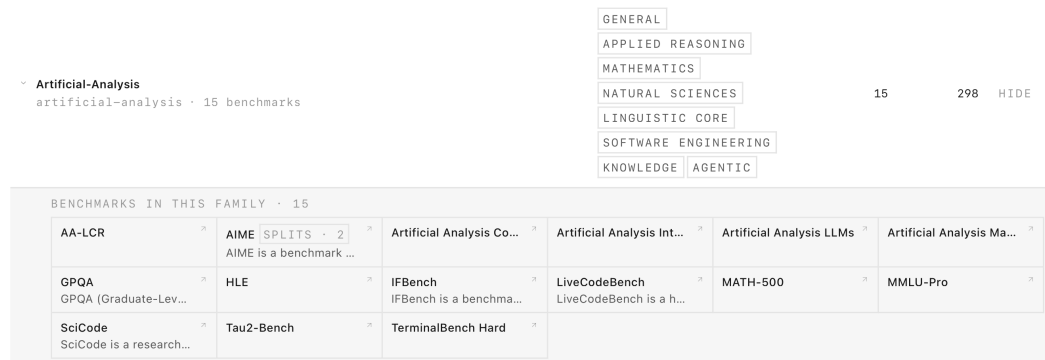 GENERAL
APPLIED REASONING
MATHEMATICS
Artificial-Analysis
artificial-analysis · 15 benchmarks
NATURAL SCIENCES
15
298
HIDE
LINGUISTIC CORE
SOFTWARE ENGINEERING
KNOWLEDGE AGENTIC
BENCHMARKS IN THIS FAMILY · 15
AA-LCR
AIME SPLITS · 2
AIME is a benchmark ...
Artificial Analysis Co...
Artificial Analysis Int...
Artificial Analysis LLMs
Artificial Analysis Ma...
GPQA
GPQA (Graduate-Lev...
HLE
IFBench
IFBench is a benchma...
LiveCodeBench
LiveCodeBench is a h...
MATH-500
MMLU-Pro
SciCode
SciCode is a research...
Tau2-Bench
TerminalBench Hard